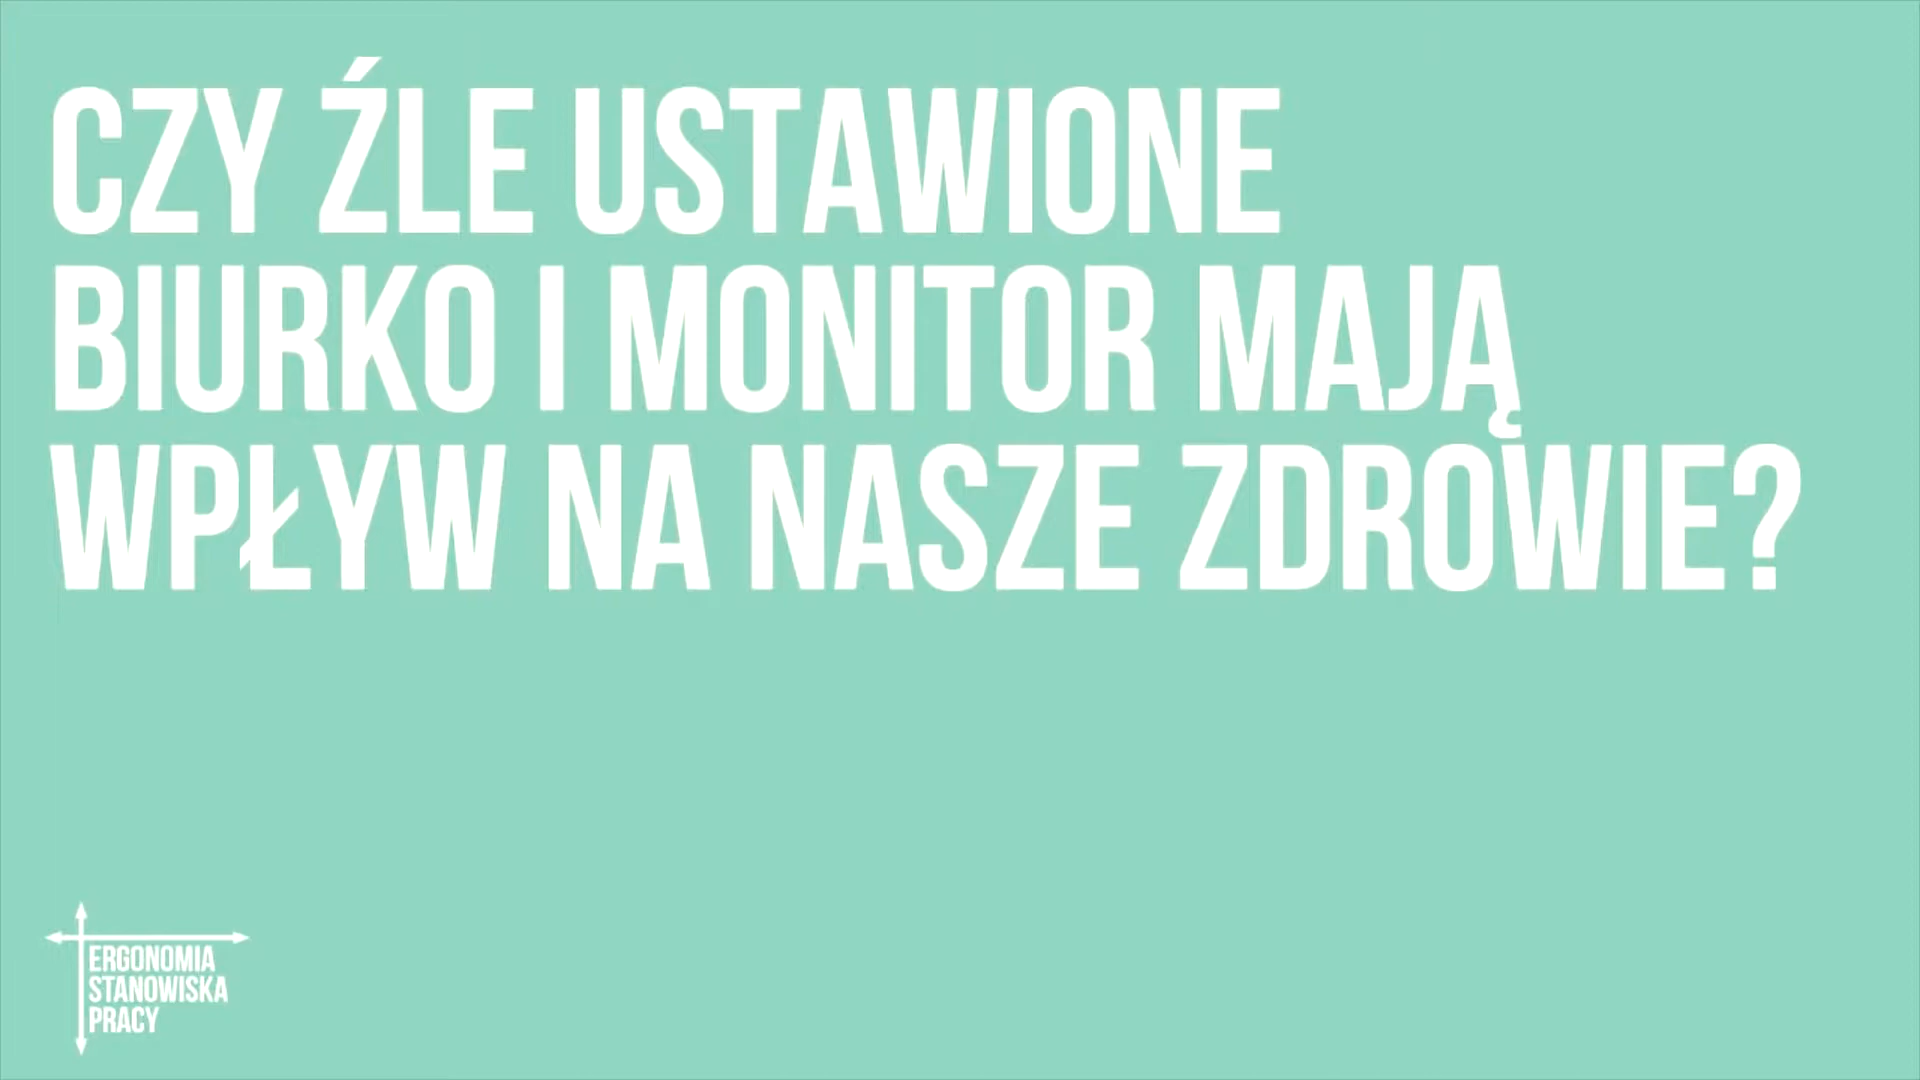 CZY ŹLE USTAWIONE
BIURKO I MONITOR MAJĄ
WPŁYW NA NASZE ZDROWIE?
ERGONOMIA
STANOWISKA
PRACY